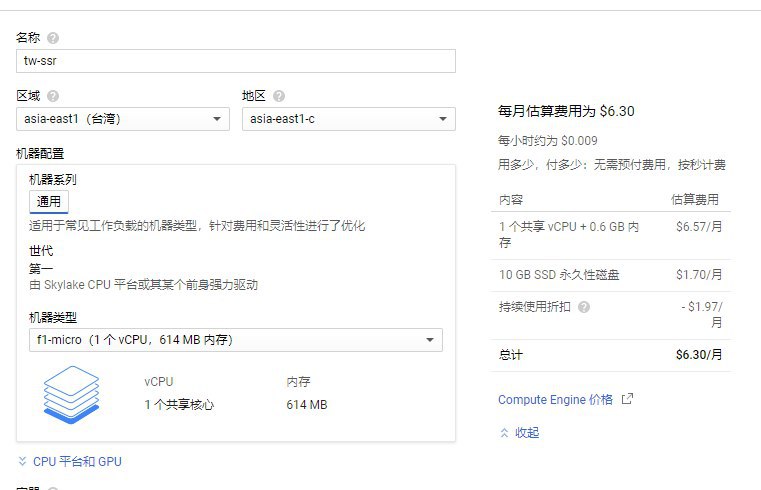 名称
tw-ssr
区域 地区
asia-east1（台湾） asia-east1-c
机器配置
机器系列
通用
适用于常见工作负载的机器类型，针对费用和灵活性进行了优化
世代
第一
由 Skylake CPU 平台或其某个前身强力驱动
机器类型
f1-micro（1 个 vCPU，614 MB 内存）
vCPU 内存
1 个共享核心 614 MB
CPU 平台和 GPU
每月估算费用为 $6.30
每小时约为 $0.009
用多少，付多少：无需预付费用，按秒计费
内容 估算费用
1 个共享 vCPU + 0.6 GB 内 $6.57/月
存
10 GB SSD 永久性磁盘 $1.70/月
持续使用折扣 - $1.97/
月
总计 $6.30/月
Compute Engine 价格
收起